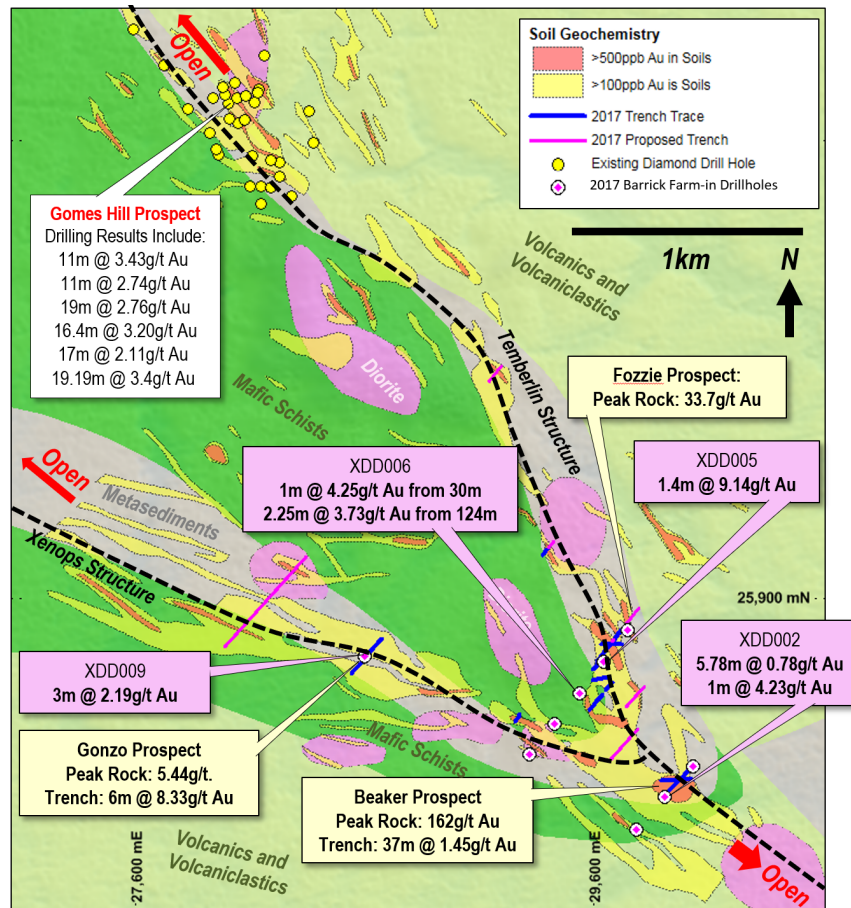 Open
Soil Geochemistry
>500ppb Au in Soils
>100ppb Au is Soils
2017 Trench Trace
2017 Proposed Trench
Existing Diamond Drill Hole
2017 Barrick Farm-in Drillholes
1km
N
Gomes Hill Prospect
Drilling Results Include:
11m @ 3.43g/t Au
11m @ 2.74g/t Au
19m @ 2.76g/t Au
16.4m @ 3.20g/t Au
17m @ 2.11g/t Au
19.19m @ 3.4g/t Au
Volcanics and
Volcaniclastics
Diorite
Mafic Schists
Temberlin Structure
Fozzie Prospect:
Peak Rock: 33.7g/t Au
XDD006
1m @ 4.25g/t Au from 30m
2.25m @ 3.73g/t Au from 124m
XDD005
1.4m @ 9.14g/t Au
Open
Metasediments
Xenops Structure
25,900 mN
XDD002
5.78m @ 0.78g/t Au
1m @ 4.23g/t Au
XDD009
3m @ 2.19g/t Au
Gonzo Prospect
Peak Rock: 5.44g/t.
Trench: 6m @ 8.33g/t Au
Mafic Schists
Beaker Prospect
Peak Rock: 162g/t Au
Trench: 37m @ 1.45g/t Au
27,600 mE
29,600 mE
Volcanics and
Volcaniclastics
Open